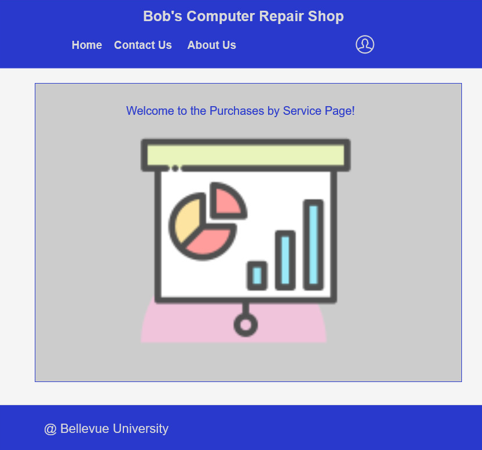 Bob's Computer Repair Shop
Home Contact Us About Us
Welcome to the Purchases by Service Page!
@ Bellevue University